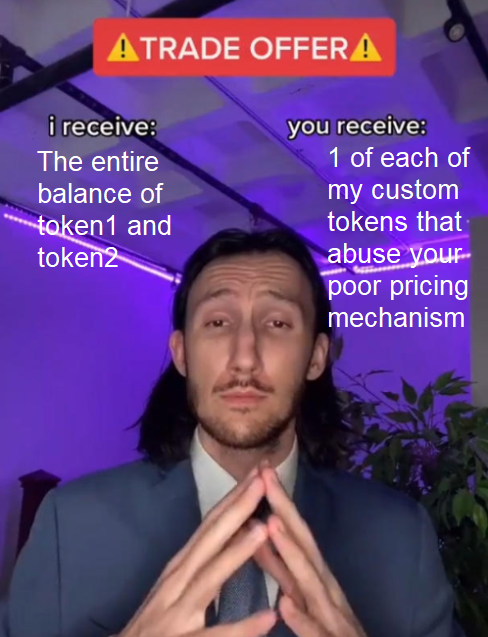 ⚠TRADE OFFER⚠
i receive:
The entire
balance of
token1 and
token2
you receive:
1 of each of
my custom
tokens that
abuse your
poor pricing
mechanism